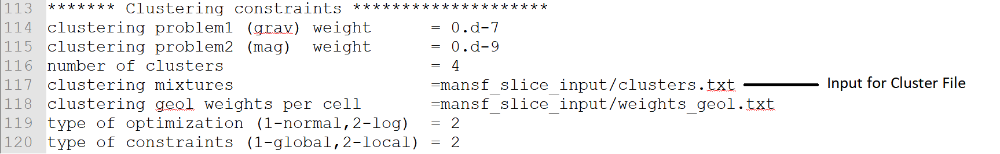 113 ******* Clustering constraints ********************
114 clustering problem1 (grav) weight = 0.d-7
115 clustering problem2 (mag) weight = 0.d-9
116 number of clusters = 4
117 clustering mixtures =mansf_slice_input/clusters.txt Input for Cluster File
118 clustering geol weights per cell =mansf_slice_input/weights_geol.txt
119 type of optimization (1-normal,2-log) = 2
120 type of constraints (1-global,2-local) = 2